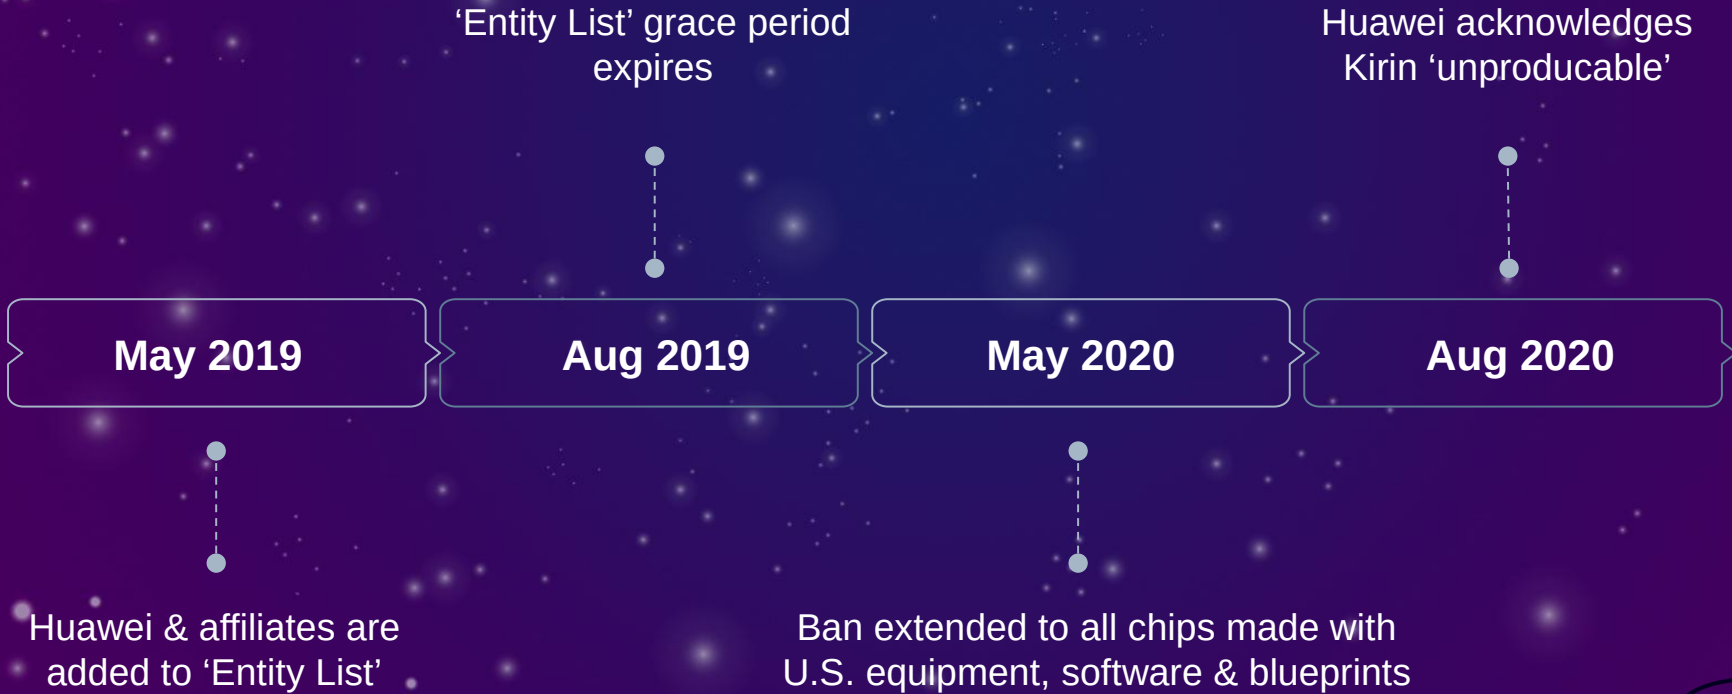 ‘Entity List’ grace period
expires
Huawei acknowledges
Kirin ‘unproducable’
May 2019
Aug 2019
May 2020
Aug 2020
Huawei & affiliates are
added to ‘Entity List’
Ban extended to all chips made with
U.S. equipment, software & blueprints